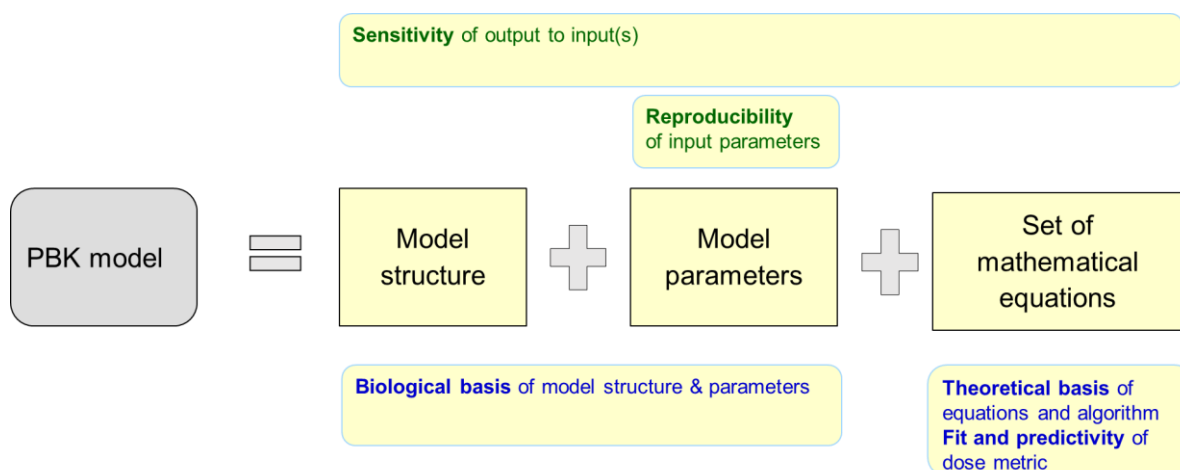 Sensitivity of output to input(s)
Reproducibility
of input parameters
PBK model
Model
structure
Model
parameters
Set of
mathematical
equations
Biological basis of model structure & parameters
Theoretical basis of
equations and algorithm
Fit and predictivity of
dose metric